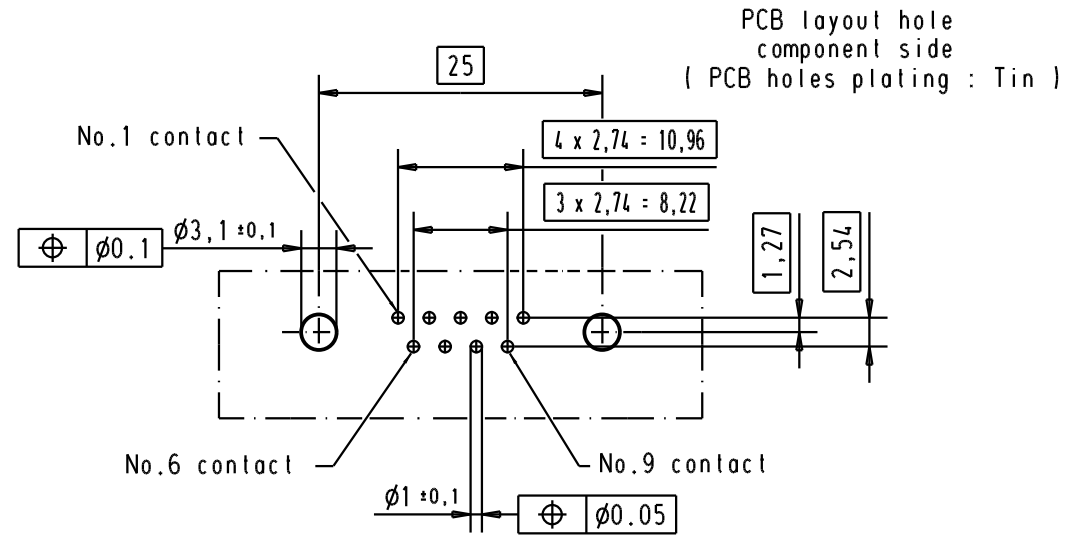 PCB layout hole
component side
( PCB holes plating : Tin )
25
No.1 contact
4 x 2,74 = 10,96
3 x 2,74 = 8,22
⌖ Ø0.1
Ø3,1 ±0,1
1,27
2,54
No.6 contact
No.9 contact
Ø1 ±0,1
⌖ Ø0.05